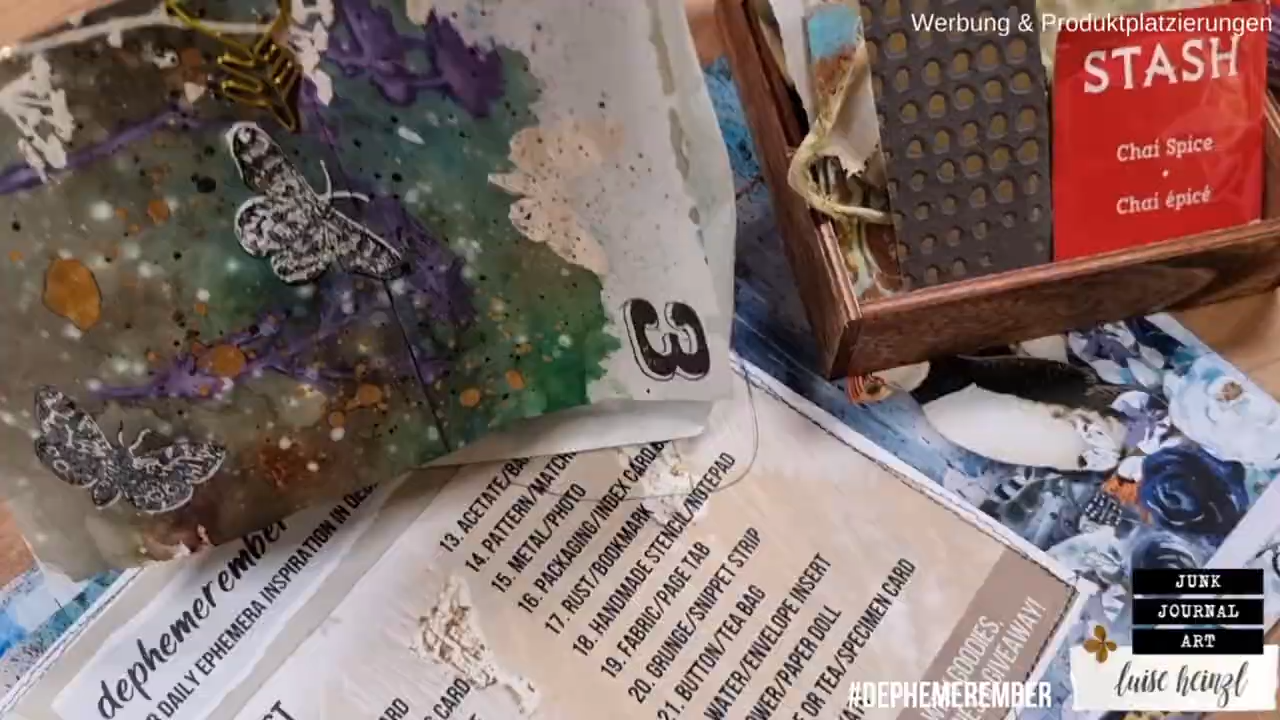 Werbung & Produktplatzierungen
STASH
Chai Spice
•
Chai épicé
3
dephemerember
DAILY EPHEMERA INSPIRATION IN
13. ACETATE/
14. PATTERN/
15. METAL/PHOTO
16. PACKAGING/INDEX CARD
17. RUST/BOOKMARK
18. HANDMADE STENCIL/NOTEPAD
19. FABRIC/PAGE TAB
20. GRUNGE/SNIPPET STRIP
21. BUTTON/TEA BAG
WATER/ENVELOPE INSERT
/PAPER DOLL
OR TEA/SPECIMEN CARD
CARD
GOODIES,
GIVEAWAY!
#DEPHEMEREMBER
JUNK
JOURNAL
ART
luise heinzl